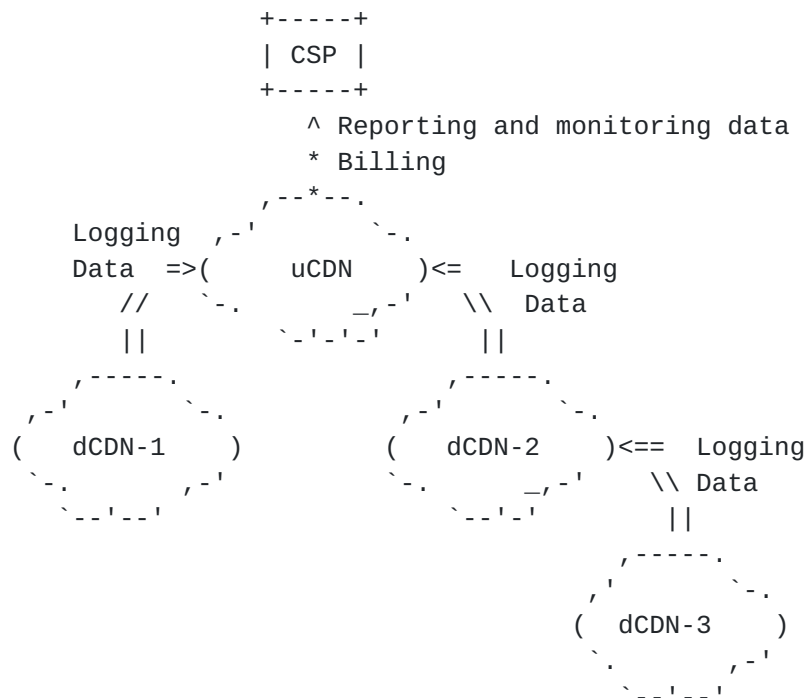 CSP
Reporting and monitoring data
Billing
Logging
Data uCDN Logging
Data
dCDN-1 dCDN-2 Logging
Data
dCDN-3